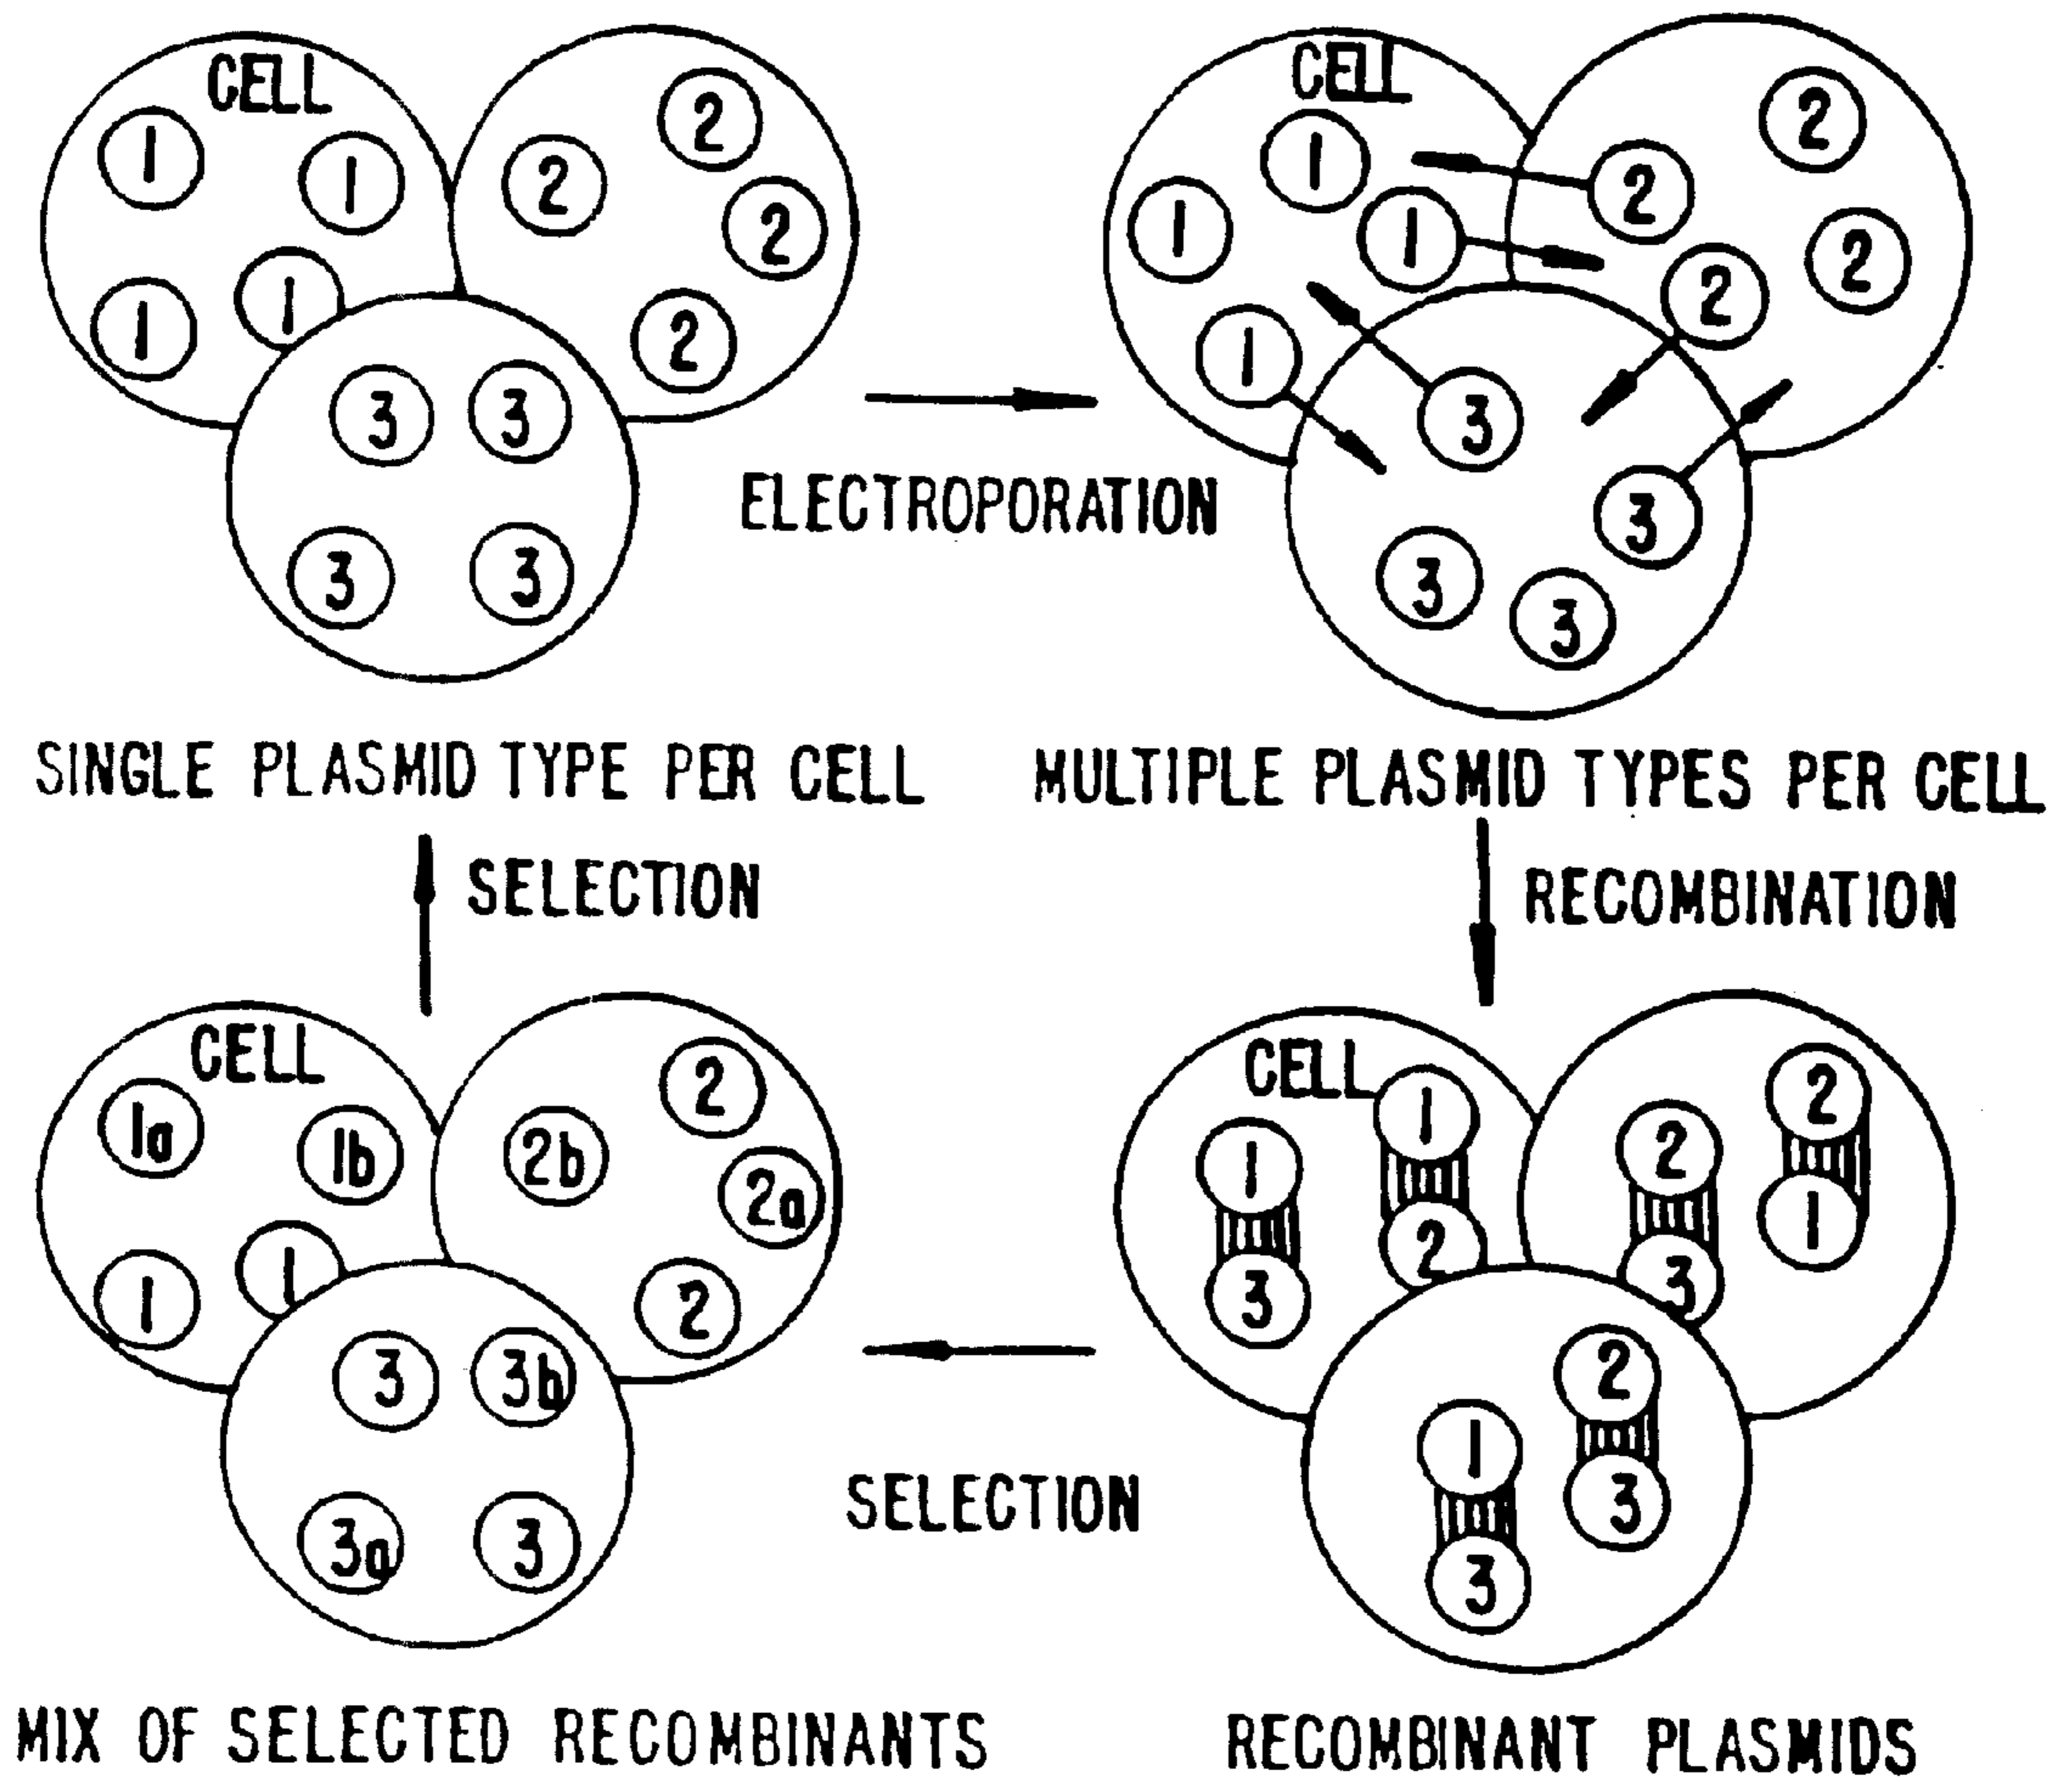 CELL
1
1
1
1
2
2
2
2
3
3
3
3
ELECTROPORATION
CELL
1
1
1
1
2
2
2
2
3
3
3
3
SINGLE PLASMID TYPE PER CELL
MULTIPLE PLASMID TYPES PER CELL
SELECTION
RECOMBINATION
CELL
1a
1b
1
1
2
2b
2a
2
3
3b
3a
3
SELECTION
CELL
1
3
1
2
2
3
2
1
1
3
2
3
MIX OF SELECTED RECOMBINANTS
RECOMBINANT PLASMIDS